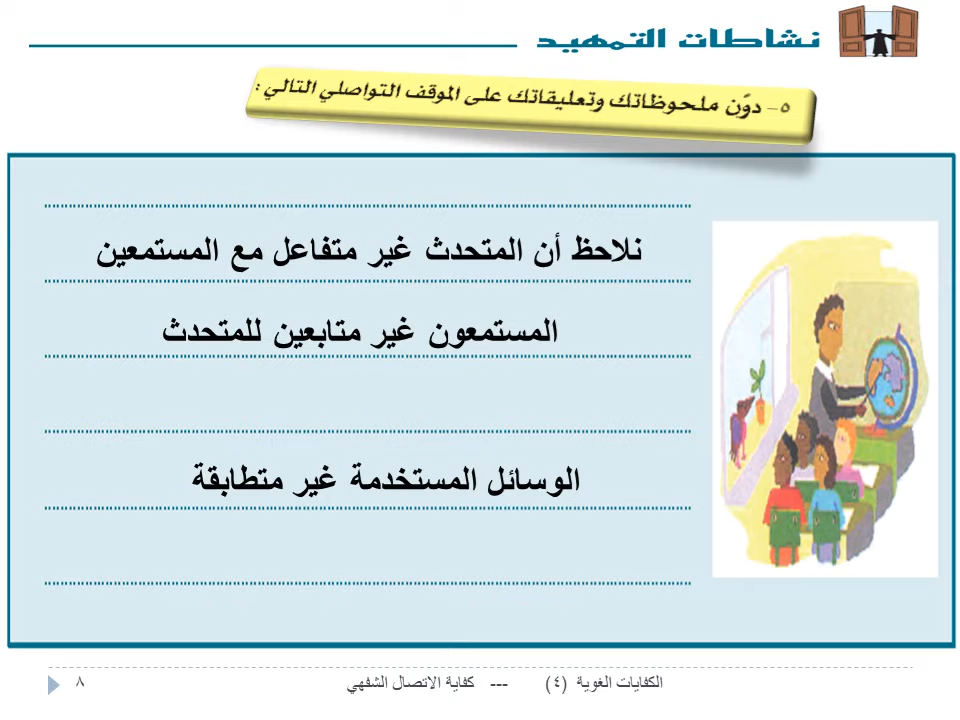 نشاطات التمهيد
٥- دوّن ملحوظاتك وتعليقاتك على الموقف التواصلي التالي :
نلاحظ أن المتحدث غير متفاعل مع المستمعين
المستمعون غير متابعين للمتحدث
الوسائل المستخدمة غير متطابقة
الكفايات الغوية (٤) --- كفاية الاتصال الشفهي
٨